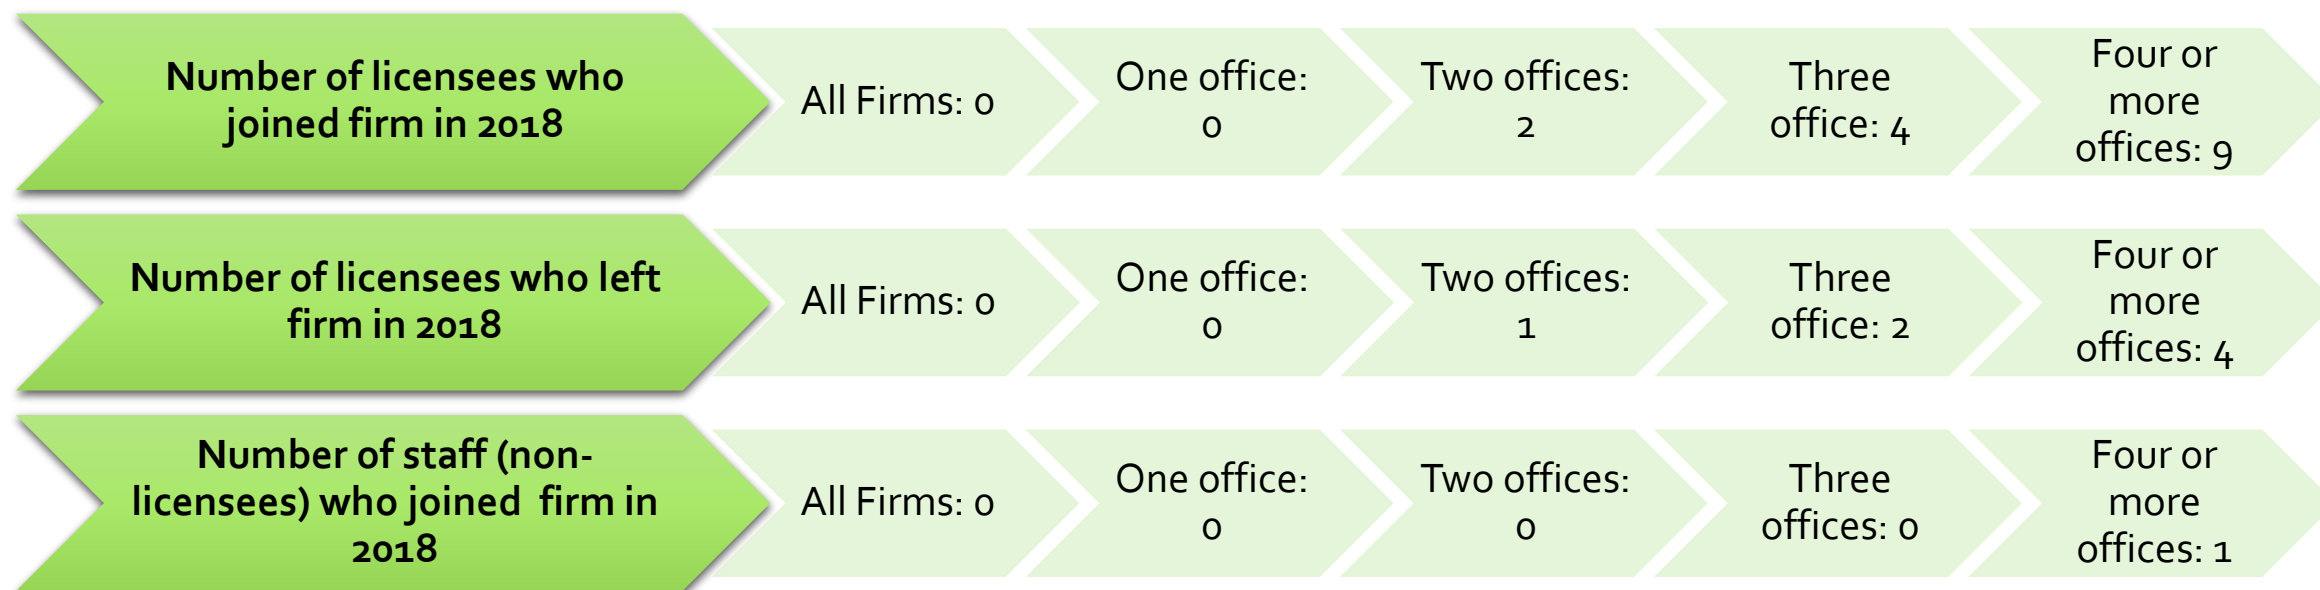 Number of licensees who
joined firm in 2018
All Firms: 0
One office:
0
Two offices:
2
Three
office: 4
Four or
more
offices: 9
Number of licensees who left
firm in 2018
All Firms: 0
One office:
0
Two offices:
1
Three
office: 2
Four or
more
offices: 4
Number of staff (non-
licensees) who joined  firm in
2018
All Firms: 0
One office:
0
Two offices:
0
Three
offices: 0
Four or
more
offices: 1